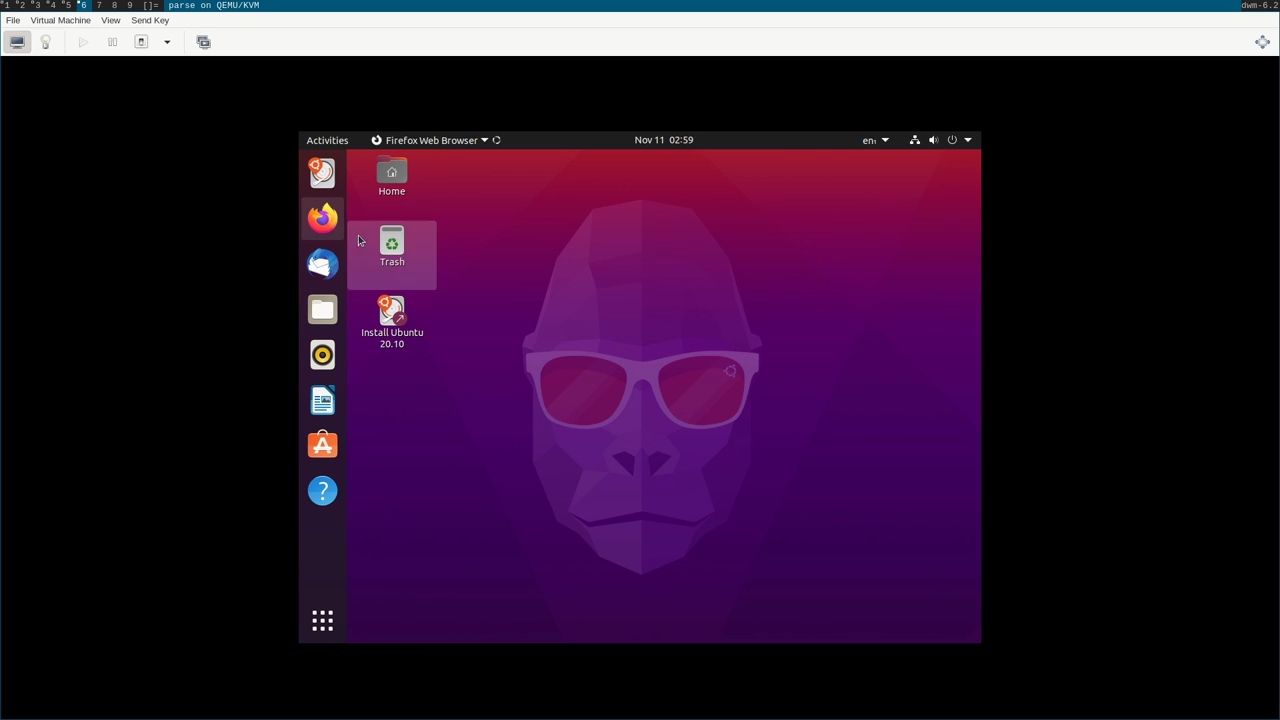 1 2 3 4 5 6 7 8 9 []= parse on QEMU/KVM dwm-6.2
File Virtual Machine View Send Key
Activities Firefox Web Browser Nov 11 02:59 en₁
Home
Trash
Install Ubuntu
20.10
?